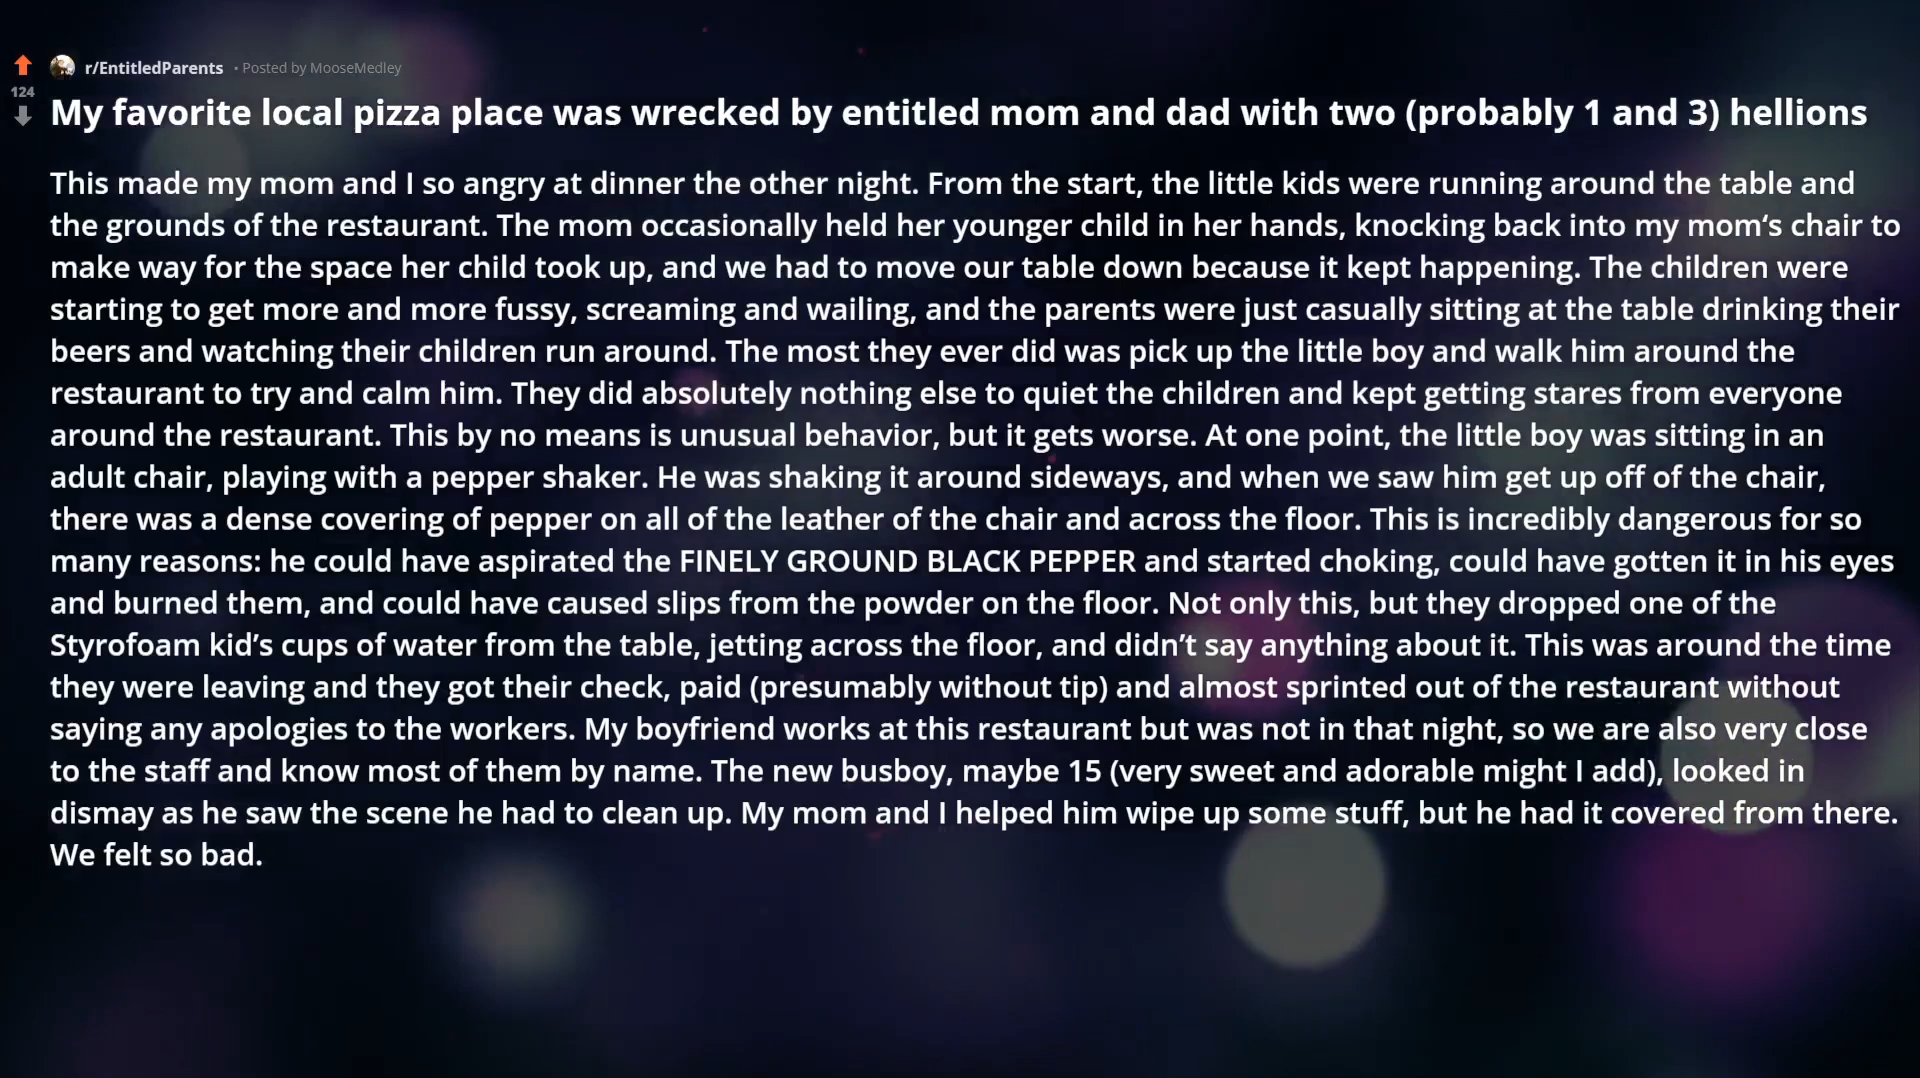 r/EntitledParents • Posted by MooseMedley
124
My favorite local pizza place was wrecked by entitled mom and dad with two (probably 1 and 3) hellions
This made my mom and I so angry at dinner the other night. From the start, the little kids were running around the table and
the grounds of the restaurant. The mom occasionally held her younger child in her hands, knocking back into my mom‘s chair to
make way for the space her child took up, and we had to move our table down because it kept happening. The children were
starting to get more and more fussy, screaming and wailing, and the parents were just casually sitting at the table drinking their
beers and watching their children run around. The most they ever did was pick up the little boy and walk him around the
restaurant to try and calm him. They did absolutely nothing else to quiet the children and kept getting stares from everyone
around the restaurant. This by no means is unusual behavior, but it gets worse. At one point, the little boy was sitting in an
adult chair, playing with a pepper shaker. He was shaking it around sideways, and when we saw him get up off of the chair,
there was a dense covering of pepper on all of the leather of the chair and across the floor. This is incredibly dangerous for so
many reasons: he could have aspirated the FINELY GROUND BLACK PEPPER and started choking, could have gotten it in his eyes
and burned them, and could have caused slips from the powder on the floor. Not only this, but they dropped one of the
Styrofoam kid’s cups of water from the table, jetting across the floor, and didn’t say anything about it. This was around the time
they were leaving and they got their check, paid (presumably without tip) and almost sprinted out of the restaurant without
saying any apologies to the workers. My boyfriend works at this restaurant but was not in that night, so we are also very close
to the staff and know most of them by name. The new busboy, maybe 15 (very sweet and adorable might I add), looked in
dismay as he saw the scene he had to clean up. My mom and I helped him wipe up some stuff, but he had it covered from there.
We felt so bad.